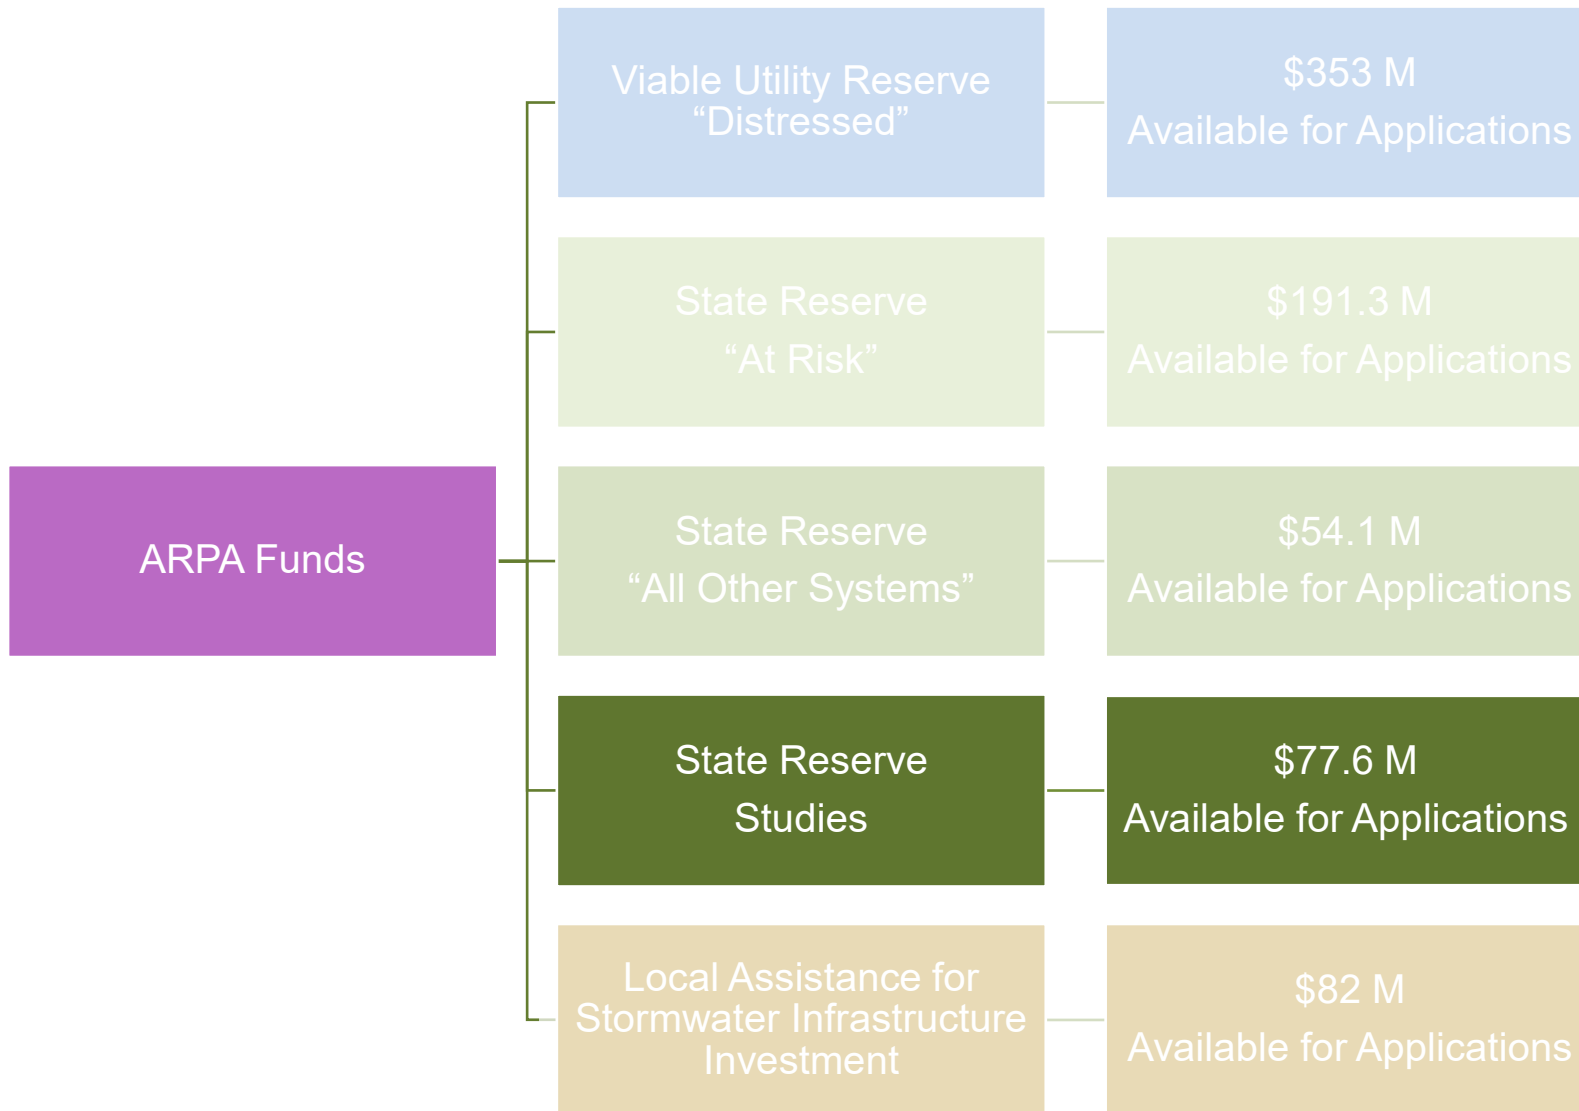 Viable Utility Reserve
“Distressed”
$353 M
Available for Applications
State Reserve
“At Risk”
$191.3 M
Available for Applications
ARPA Funds
State Reserve
“All Other Systems”
$54.1 M
Available for Applications
State Reserve
Studies
$77.6 M
Available for Applications
Local Assistance for
Stormwater Infrastructure
Investment
$82 M
Available for Applications